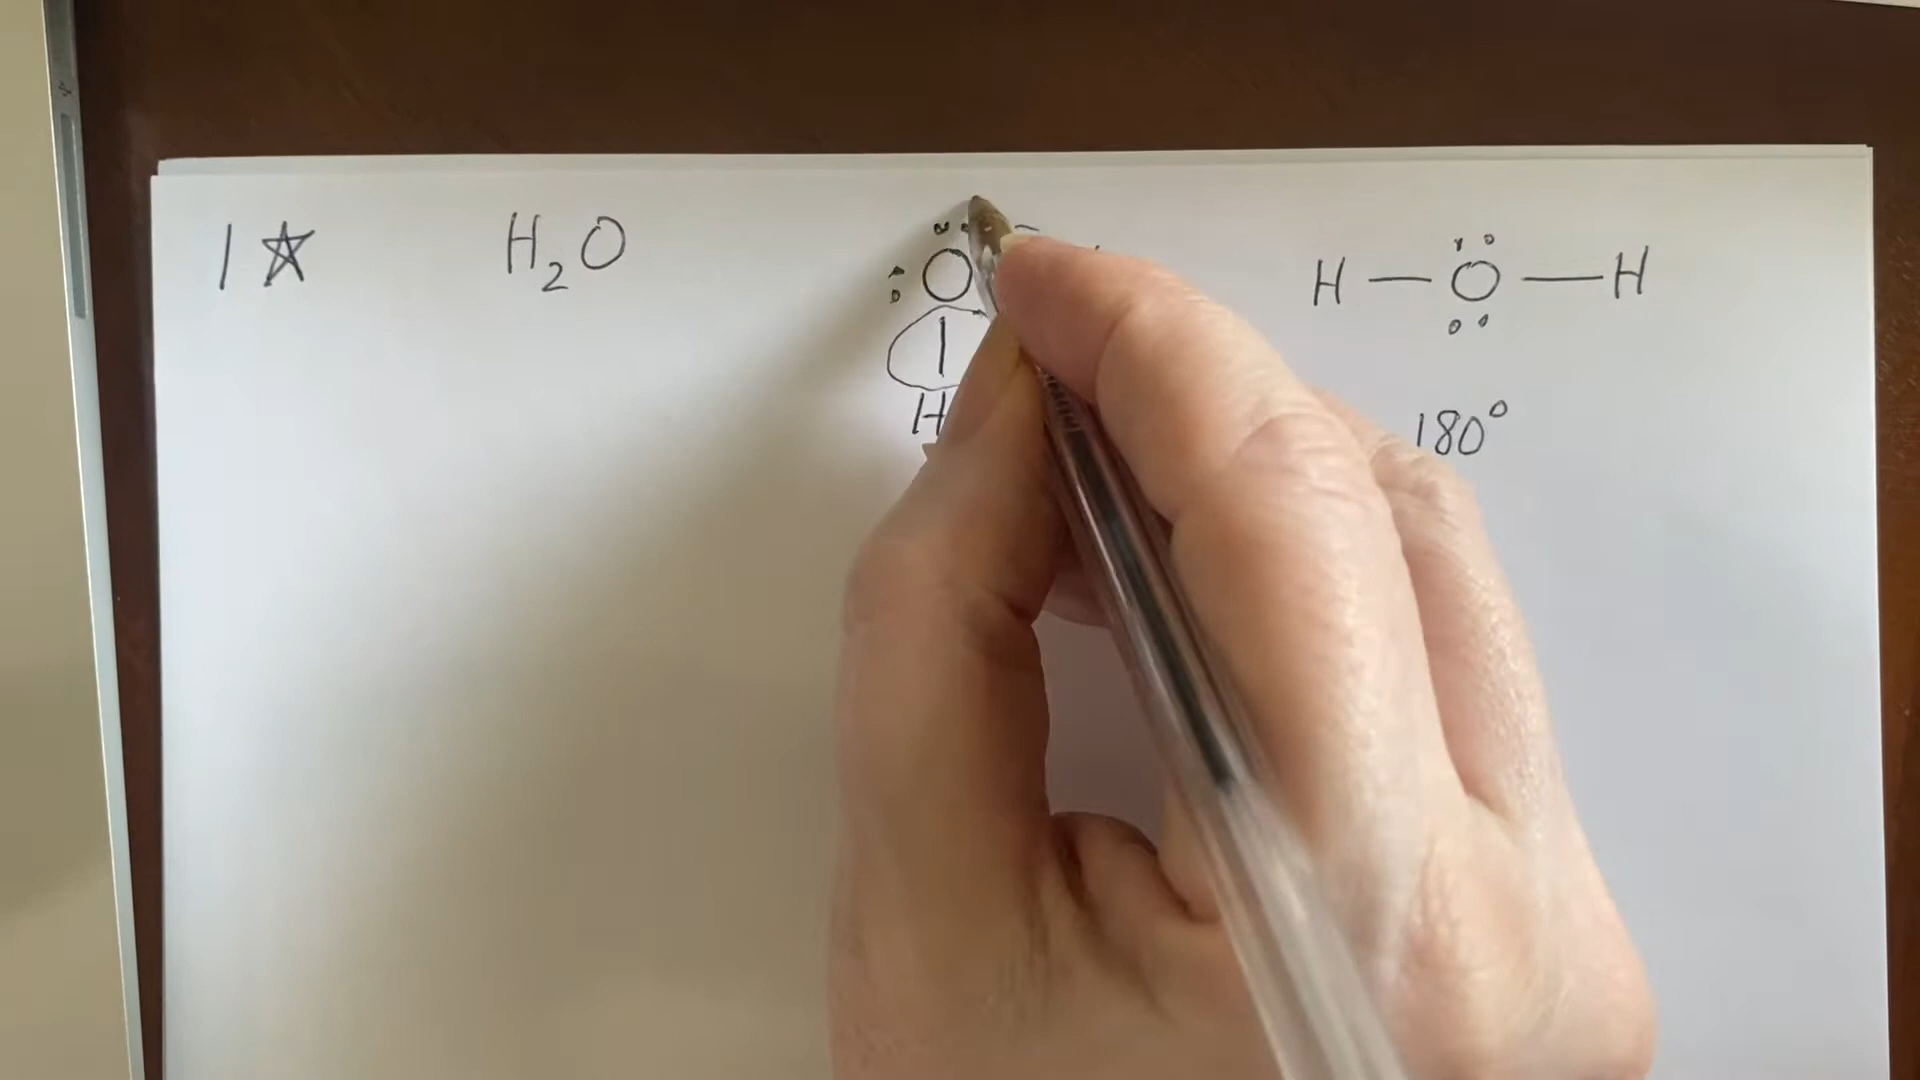 1☆ H₂O
O
H
H — O — H
180°